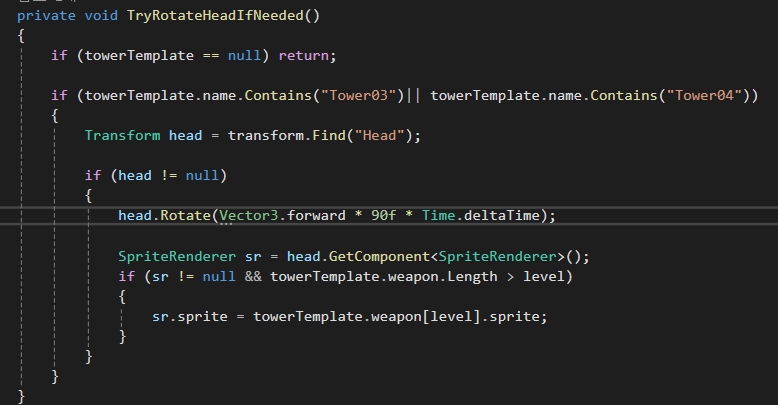 private void TryRotateHeadIfNeeded()
{
if (towerTemplate == null) return;
if (towerTemplate.name.Contains("Tower03")|| towerTemplate.name.Contains("Tower04"))
{
Transform head = transform.Find("Head");
if (head != null)
{
head.Rotate(Vector3.forward * 90f * Time.deltaTime);
SpriteRenderer sr = head.GetComponent<SpriteRenderer>();
if (sr != null && towerTemplate.weapon.Length > level)
{
sr.sprite = towerTemplate.weapon[level].sprite;
}
}
}
}